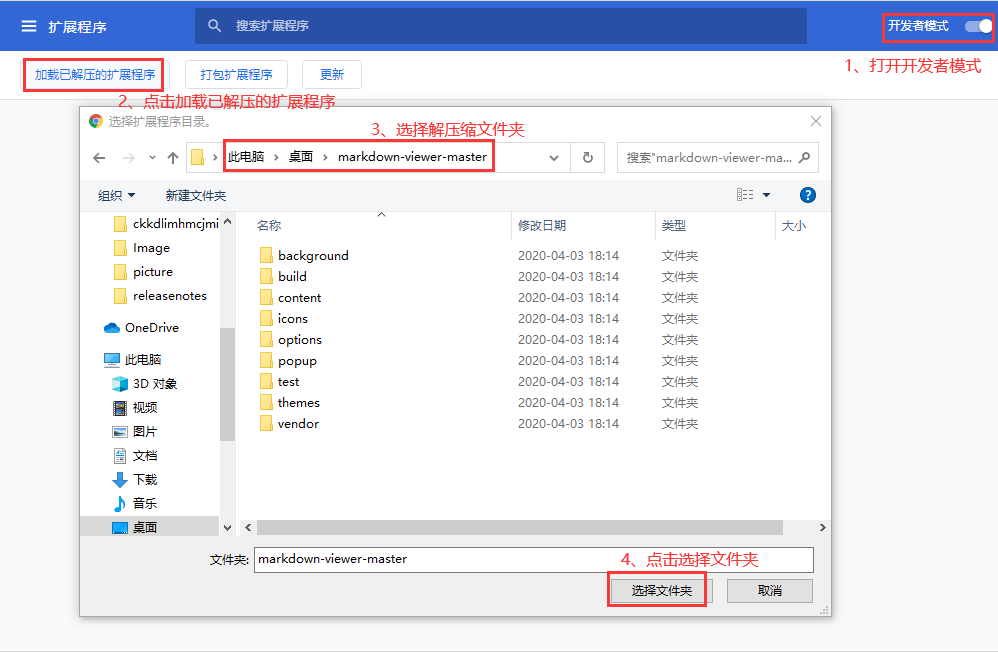 扩展程序
搜索扩展程序
开发者模式
加载已解压的扩展程序
打包扩展程序
更新
1、打开开发者模式
2、点击加载已解压的扩展程序
选择扩展程序目录。
3、选择解压缩文件夹
此电脑 > 桌面 > markdown-viewer-master
搜索"markdown-viewer-ma...
组织
新建文件夹
名称
修改日期
类型
大小
ckkdlimhmcjmi
Image
picture
releasenotes
OneDrive
此电脑
3D 对象
视频
图片
文档
下载
音乐
桌面
background 2020-04-03 18:14 文件夹
build 2020-04-03 18:14 文件夹
content 2020-04-03 18:14 文件夹
icons 2020-04-03 18:14 文件夹
options 2020-04-03 18:14 文件夹
popup 2020-04-03 18:14 文件夹
test 2020-04-03 18:14 文件夹
themes 2020-04-03 18:14 文件夹
vendor 2020-04-03 18:14 文件夹
文件夹: markdown-viewer-master
4、点击选择文件夹
选择文件夹
取消